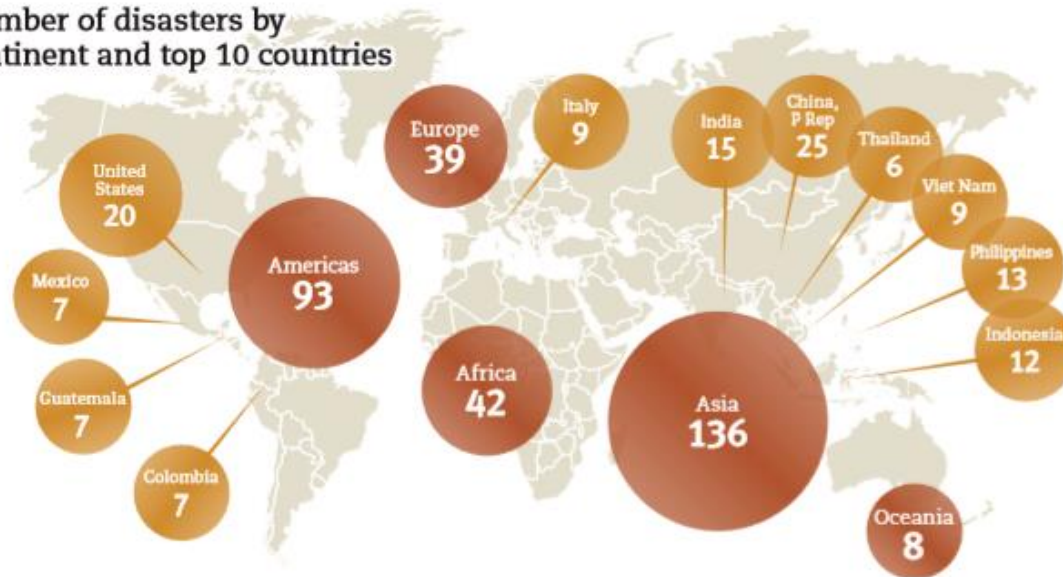 mber of disasters by
tinent and top 10 countries
Europe
39
Italy
9
India
15
China,
P Rep
25
Thailand
6
Viet Nam
9
Philippines
13
Indonesia
12
United
States
20
Americas
93
Mexico
7
Guatemala
7
Colombia
7
Africa
42
Asia
136
Oceania
8